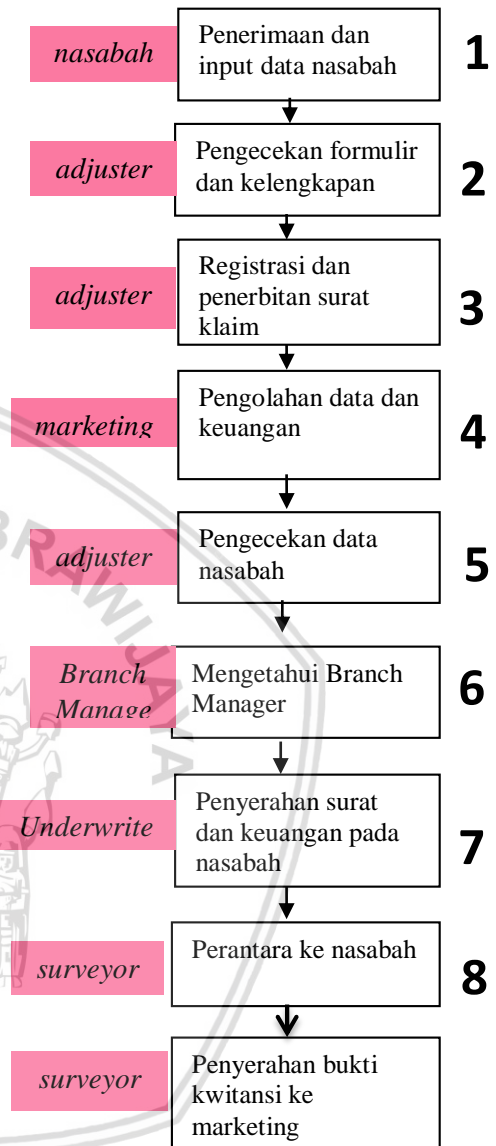 nasabah
Penerimaan dan
input data nasabah
1
adjuster
Pengecekan formulir
dan kelengkapan
2
adjuster
Registrasi dan
penerbitan surat
klaim
3
marketing
Pengolahan data dan
keuangan
4
adjuster
Pengecekan data
nasabah
5
Branch
Manage
Mengetahui Branch
Manager
6
Underwrite
Penyerahan surat
dan keuangan pada
nasabah
7
surveyor
Perantara ke nasabah
8
surveyor
Penyerahan bukti
kwitansi ke
marketing
BRAWIJAYA